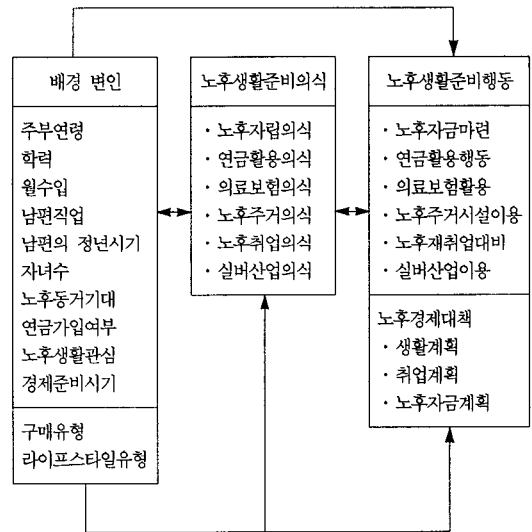 배경 변인
주부연령
학력
월수입
남편직업
남편의 정년시기
자녀수
노후동거기대
연금가입여부
노후생활관심
경제준비시기
구매유형
라이프스타일유형
노후생활준비의식
· 노후자립의식
· 연금활용의식
· 의료보험의식
· 노후주거의식
· 노후취업의식
· 실버산업의식
노후생활준비행동
· 노후자금마련
· 연금활용행동
· 의료보험활용
· 노후주거시설이용
· 노후재취업대비
· 실버산업이용
노후경제대책
· 생활계획
· 취업계획
· 노후자금계획